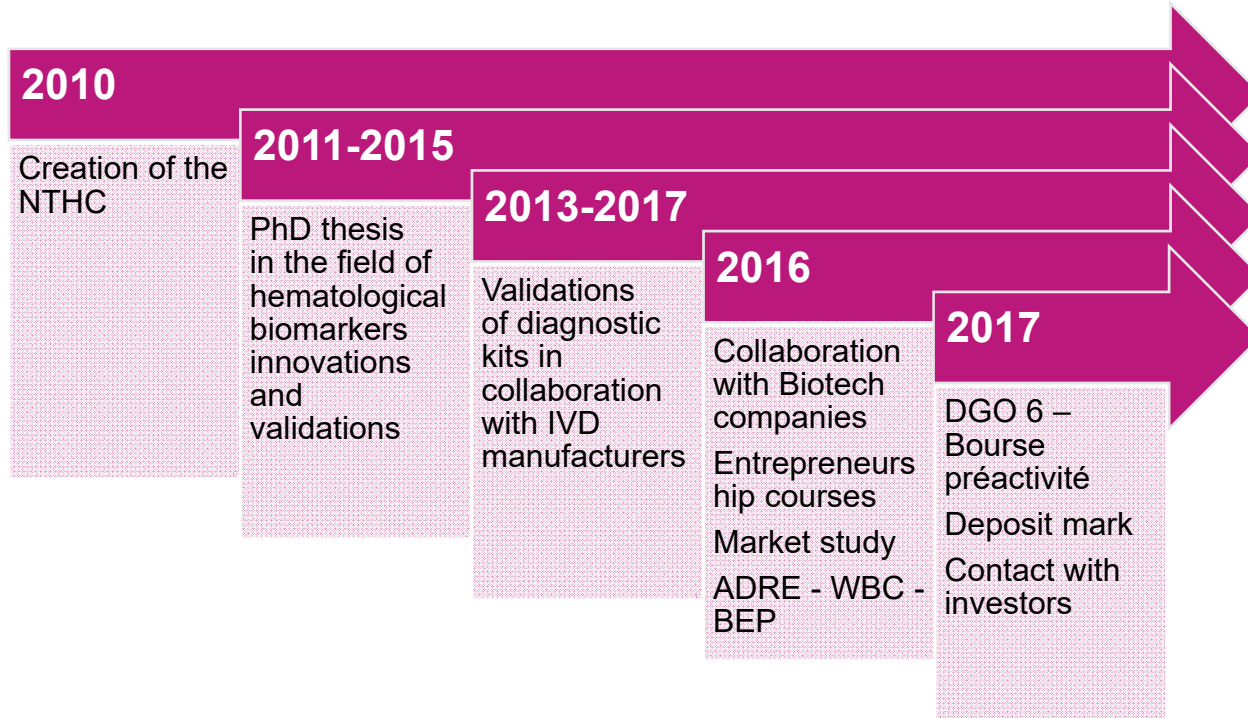 2010
Creation of the
NTHC
2011-2015
PhD thesis
in the field of
hematological
biomarkers
innovations
and
validations
2013-2017
Validations
of diagnostic
kits in
collaboration
with IVD
manufacturers
2016
Collaboration
with Biotech
companies
Entrepreneurs
hip courses
Market study
ADRE - WBC -
BEP
2017
DGO 6 –
Bourse
préactivité
Deposit mark
Contact with
investors